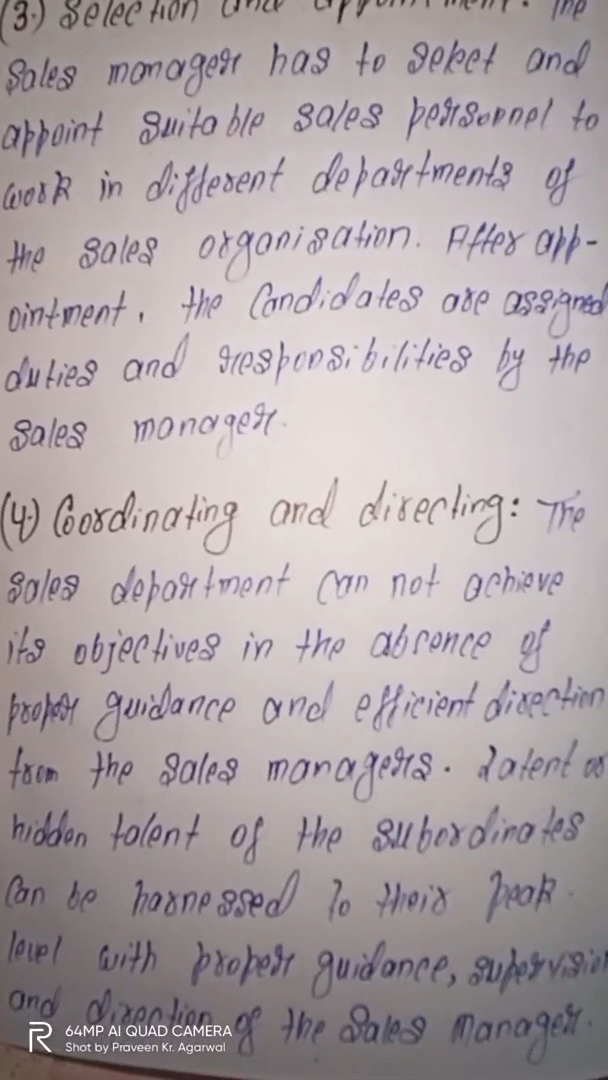 (3.) Selection and appointment: The
Sales manager has to select and
appoint suitable sales personnel to
work in different departments of
the sales organisation. After app-
ointment, the Candidates are assigned
duties and responsibilities by the
Sales manager.
(4.) Coordinating and directing: The
sales department can not achieve
its objectives in the absence of
proper guidance and efficient direction
from the sales managers. Latent or
hidden talent of the subordinates
Can be harnessed To their peak
level with proper guidance, supervision
and direction of the Sales manager.
64MP AI QUAD CAMERA
Shot by Praveen Kr. Agarwal